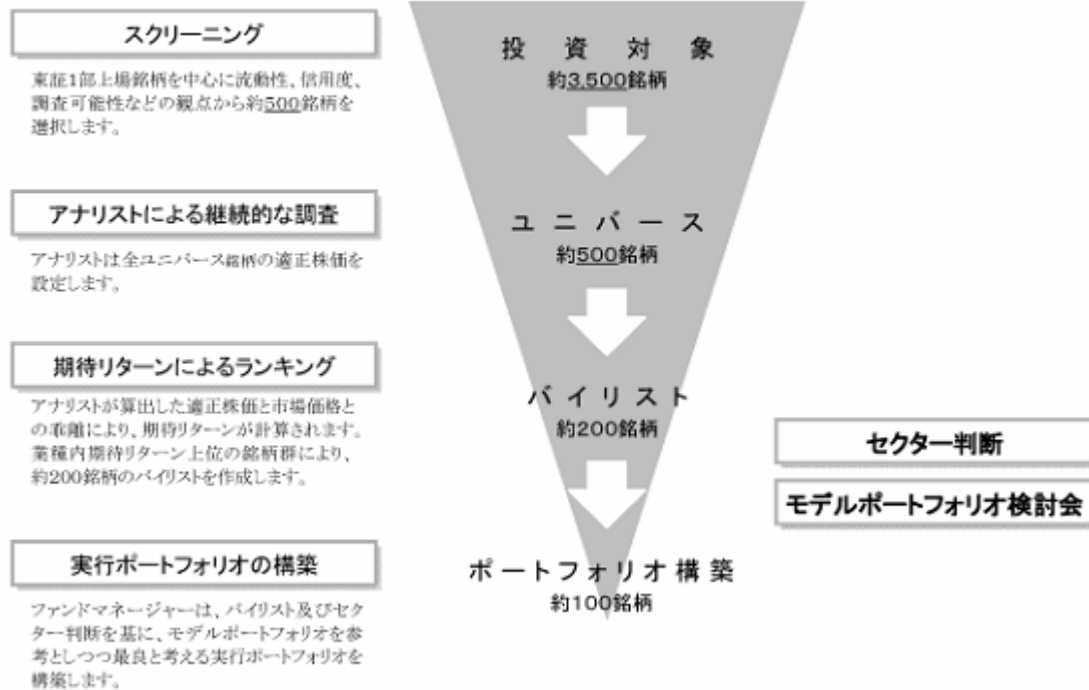 スクリーニング
東証1部上場銘柄を中心に流動性、信用度、
調査可能性などの観点から約500銘柄を
選択します。
アナリストによる継続的な調査
アナリストは全ユニバース銘柄の適正株価を
設定します。
期待リターンによるランキング
アナリストが算出した適正株価と市場価格と
の乖離により、期待リターンが計算されます。
業種内期待リターン上位の銘柄群により、
約200銘柄のバイリストを作成します。
実行ポートフォリオの構築
ファンドマネージャーは、バイリスト及びセク
ター判断を基に、モデルポートフォリオを参
考としつつ最良と考える実行ポートフォリオを
構築します。
投資対象
約3,500銘柄
ユニバース
約500銘柄
バイリスト
約200銘柄
ポートフォリオ構築
約100銘柄
セクター判断
モデルポートフォリオ検討会